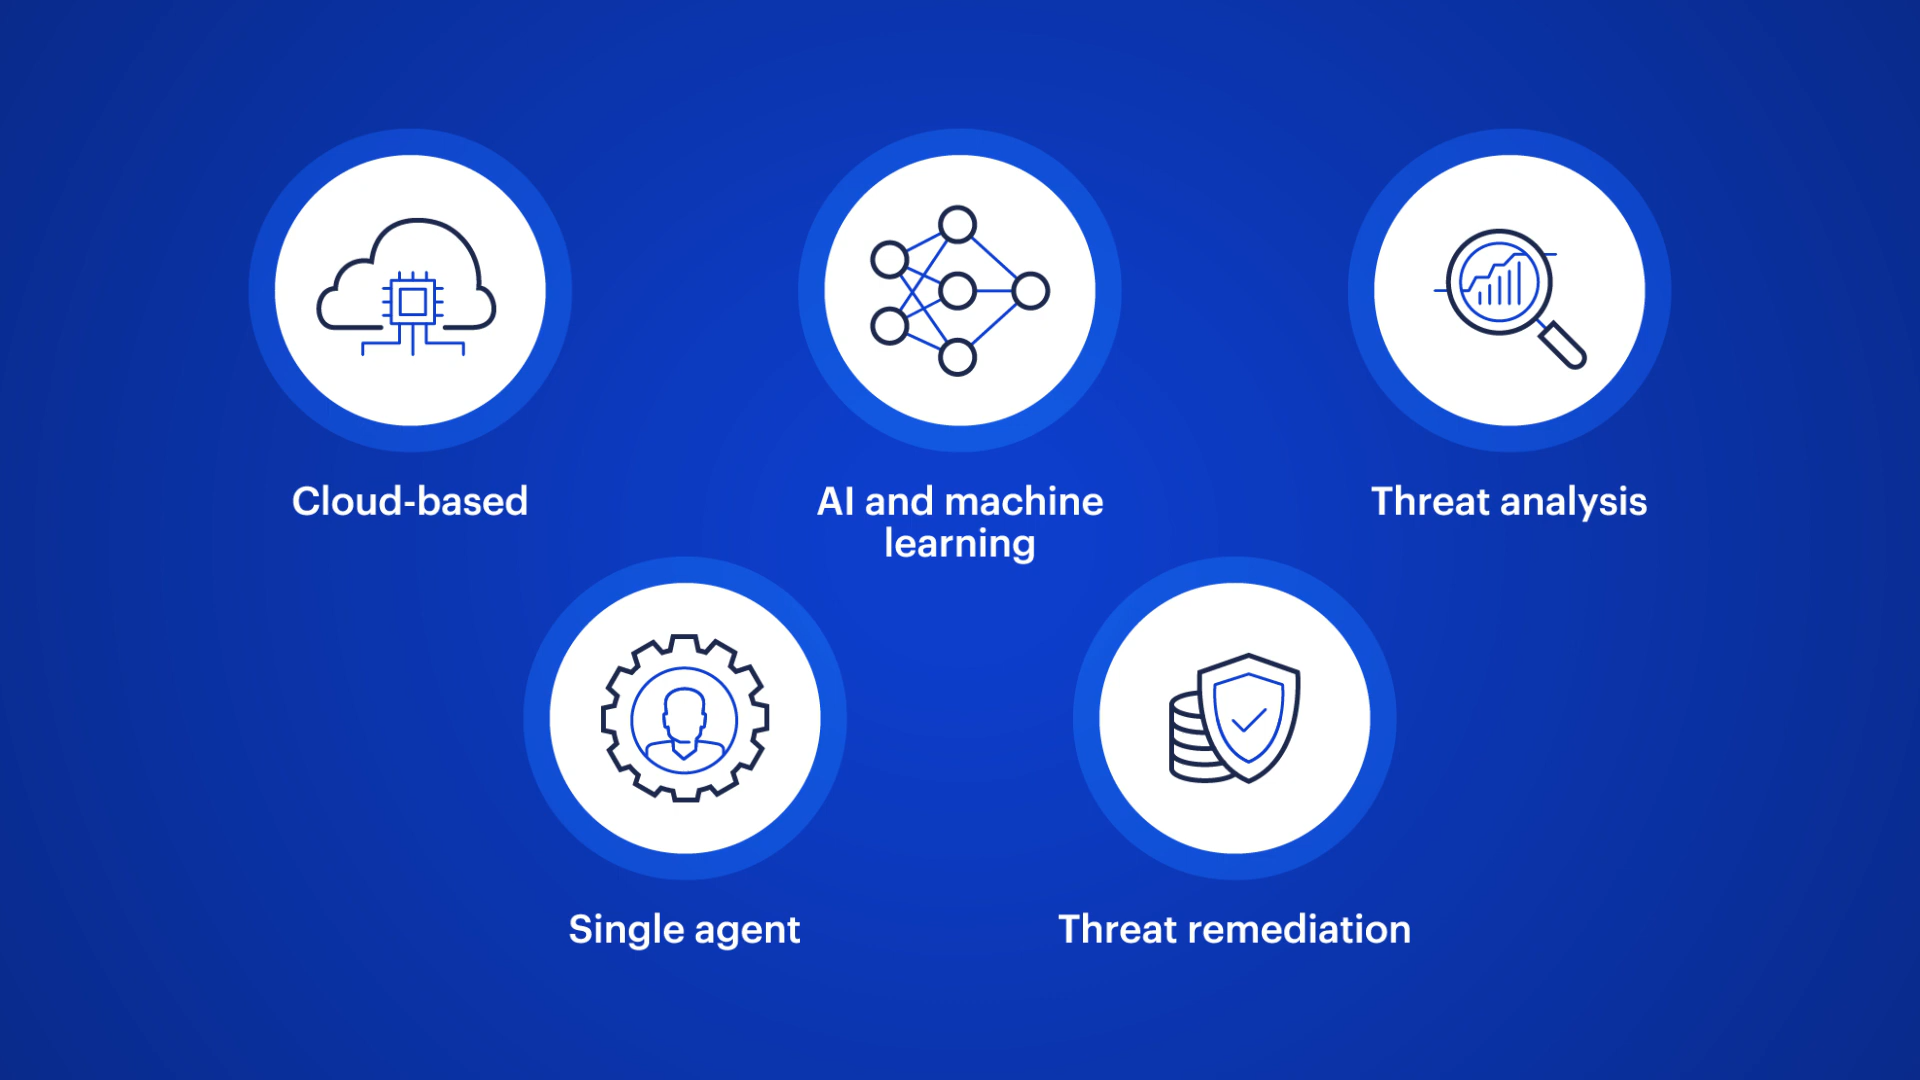 Cloud-based
AI and machine
learning
Threat analysis
Single agent
Threat remediation